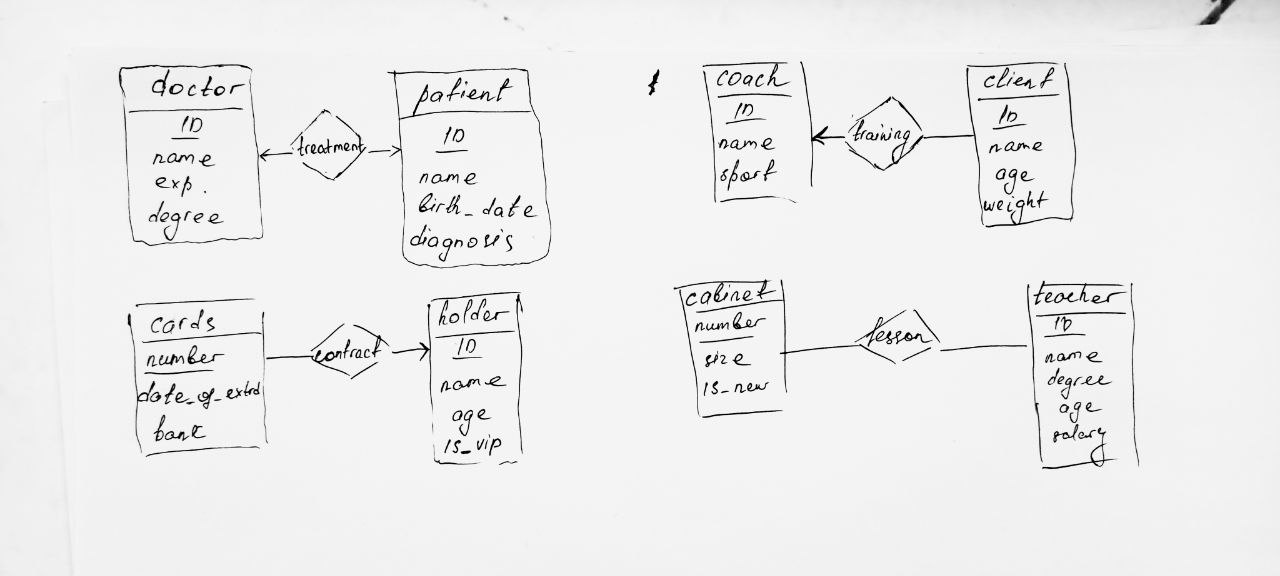 doctor
ID
name
exp.
degree
treatment
patient
ID
name
birth_date
diagnosis
coach
ID
name
sport
training
client
ID
name
age
weight
cards
number
bank
contract
holder
ID
name
age
is_vip
cabinet
number
size
is_new
lesson
teacher
ID
name
degree
age
salary